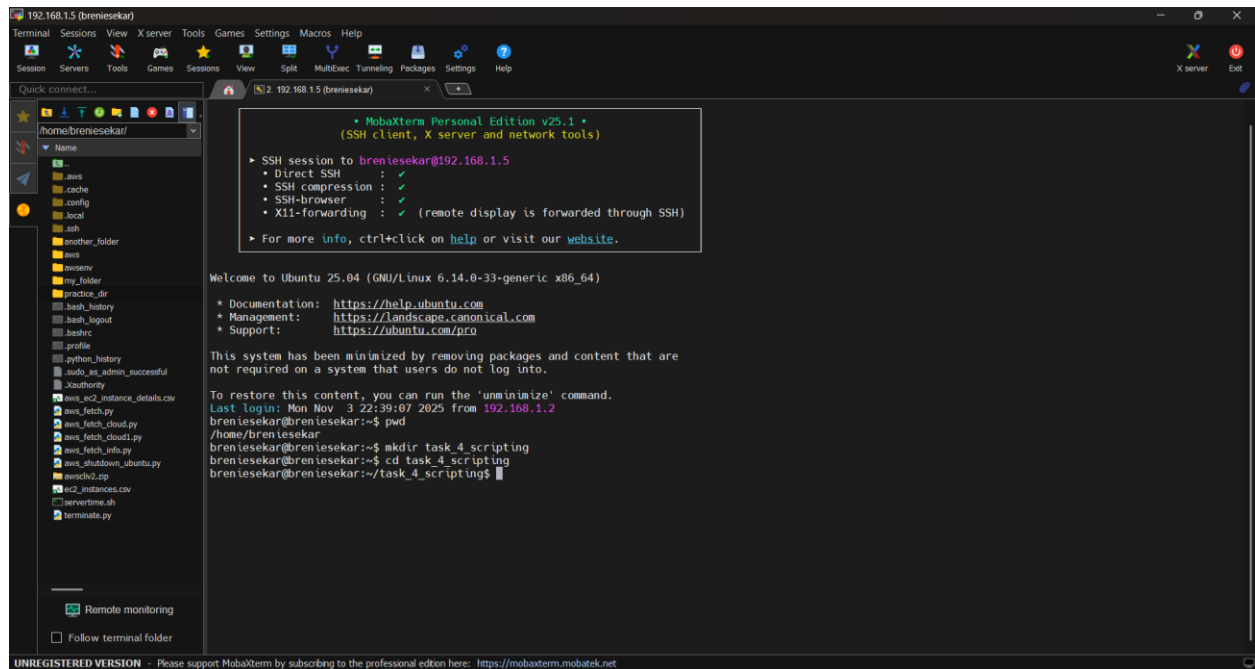 192.168.1.5 (breniesekar)
Terminal Sessions View X server Tools Games Settings Macros Help
Session Servers Tools Games Sessions View Split MultiExec Tunneling Packages Settings Help X server Exit
Quick connect...
2. 192.168.1.5 (breniesekar)
/home/breniesekar/
Name
..
.aws
.cache
.config
.local
.ssh
another_folder
aws
awsenv
my_folder
practice_dir
.bash_history
.bash_logout
.bashrc
.profile
.python_history
.sudo_as_admin_successful
.Xauthority
aws_ec2_instance_details.csv
aws_fetch.py
aws_fetch_cloud.py
aws_fetch_cloud1.py
aws_fetch_info.py
aws_shutdown_ubuntu.py
awscliv2.zip
ec2_instances.csv
servertime.sh
terminate.py
Remote monitoring
Follow terminal folder
• MobaXterm Personal Edition v25.1 •
(SSH client, X server and network tools)
► SSH session to breniesekar@192.168.1.5
• Direct SSH : ✔
• SSH compression : ✔
• SSH-browser : ✔
• X11-forwarding : ✔ (remote display is forwarded through SSH)
► For more info, ctrl+click on help or visit our website.
Welcome to Ubuntu 25.04 (GNU/Linux 6.14.0-33-generic x86_64)
* Documentation: https://help.ubuntu.com
* Management: https://landscape.canonical.com
* Support: https://ubuntu.com/pro
This system has been minimized by removing packages and content that are
not required on a system that users do not log into.
To restore this content, you can run the 'unminimize' command.
Last login: Mon Nov 3 22:39:07 2025 from 192.168.1.2
breniesekar@breniesekar:~$ pwd
/home/breniesekar
breniesekar@breniesekar:~$ mkdir task_4_scripting
breniesekar@breniesekar:~$ cd task_4_scripting
breniesekar@breniesekar:~/task_4_scripting$
UNREGISTERED VERSION - Please support MobaXterm by subscribing to the professional edition here: https://mobaxterm.mobatek.net